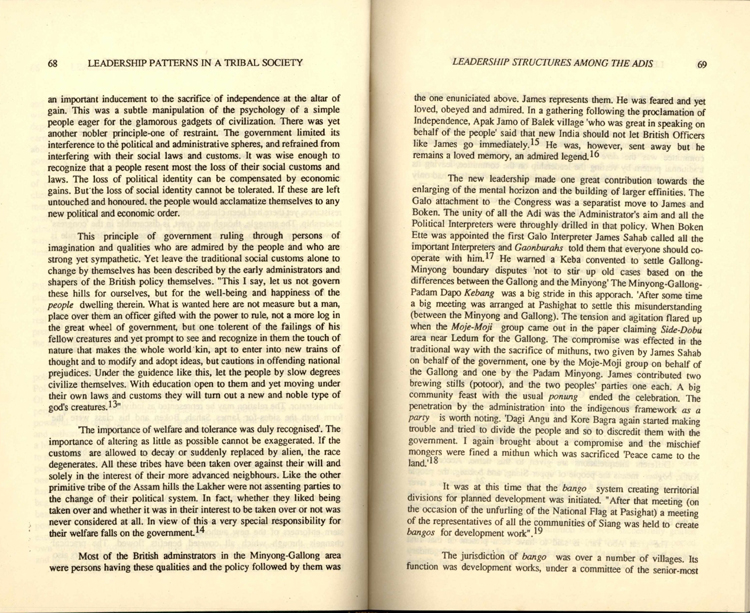 68 LEADERSHIP PATTERNS IN A TRIBAL SOCIETY
an important inducement to the sacrifice of independence at the altar of
gain. This was a subtle manipulation of the psychology of a simple
people eager for the glamorous gadgets of civilization. There was yet
another nobler principle-one of restraint. The government limited its
interference to the political and administrative spheres, and refrained from
interfering with their social laws and customs. It was wise enough to
recognize that a people resent most the loss of their social customs and
laws. The loss of political identity can be compensated by economic
gains. But the loss of social identity cannot be tolerated. If these are left
untouched and honoured. the people would acclamatize themselves to any
new political and economic order.
This principle of government ruling through persons of
imagination and qualities who are admired by the people and who are
strong yet sympathetic. Yet leave the traditional social customs alone to
change by themselves has been described by the early administrators and
shapers of the British policy themselves. "This I say, let us not govern
these hills for ourselves, but for the well-being and happiness of the
people dwelling therein. What is wanted here are not measure but a man,
place over them an officer gifted with the power to rule, not a more log in
the great wheel of government, but one tolerent of the failings of his
fellow creatures and yet prompt to see and recognize in them the touch of
nature that makes the whole world kin, apt to enter into new trains of
thought and to modify and adopt ideas, but cautions in offending national
prejudices. Under the guidence like this, let the people by slow degrees
civilize themselves. With education open to them and yet moving under
their own laws and customs they will turn out a new and noble type of
god's creatures.13"
'The importance of welfare and tolerance was duly recognised'. The
importance of altering as little as possible cannot be exaggerated. If the
customs are allowed to decay or suddenly replaced by alien, the race
degenerates. All these tribes have been taken over against their will and
solely in the interest of their more advanced neighbhours. Like the other
primitive tribe of the Assam hills the Lakher were not assenting parties to
the change of their political system. In fact, whether they liked being
taken over and whether it was in their interest to be taken over or not was
never considered at all. In view of this a very special responsibility for
their welfare falls on the government.14
Most of the British adminstrators in the Minyong-Gallong area
were persons having these qualities and the policy followed by them was
LEADERSHIP STRUCTURES AMONG THE ADIS 69
the one enunciated above. James represents them. He was feared and yet
loved, obeyed and admired. In a gathering following the proclamation of
Independence, Apak Jamo of Balek village 'who was great in speaking on
behalf of the people' said that new India should not let British Officers
like James go immediately.15 He was, however, sent away but he
remains a loved memory, an admired legend.16
The new leadership made one great contribution towards the
enlarging of the mental horizon and the building of larger effinities. The
Galo attachment to the Congress was a separatist move to James and
Boken. The unity of all the Adi was the Administrator's aim and all the
Political Interpreters were throughly drilled in that policy. When Boken
Ette was appointed the first Galo Interpreter James Sahab called all the
important Interpreters and Gaonburahs told them that everyone should co-
operate with him.17 He warned a Keba convented to settle Gallong-
Minyong boundary disputes 'not to stir up old cases based on the
differences between the Gallong and the Minyong' The Minyong-Gallong-
Padam Dapo Kebang was a big stride in this apporach. 'After some time
a big meeting was arranged at Pashighat to settle this misunderstanding
(between the Minyong and Gallong). The tension and agitation flared up
when the Moje-Moji group came out in the paper claiming Side-Dobu
area near Ledum for the Gallong. The compromise was effected in the
traditional way with the sacrifice of mithuns, two given by James Sahab
on behalf of the government, one by the Moje-Moji group on behalf of
the Gallong and one by the Padam Minyong. James contributed two
brewing stills (potoor), and the two peoples' parties one each. A big
community feast with the usual ponung ended the celebration. The
penetration by the administration into the indigenous framework as a
party is worth noting. 'Dagi Angu and Kore Bagra again started making
trouble and tried to divide the people and so to discredit them with the
government. I again brought about a compromise and the mischief
mongers were fined a mithun which was sacrificed 'Peace came to the
land.'18
It was at this time that the bango system creating territorial
divisions for planned development was initiated. "After that meeting (on
the occasion of the unfurling of the National Flag at Pasighat) a meeting
of the representatives of all the communities of Siang was held to create
bangos for development work".19
The jurisdiction of bango was over a number of villages. Its
function was development works, under a committee of the senior-most